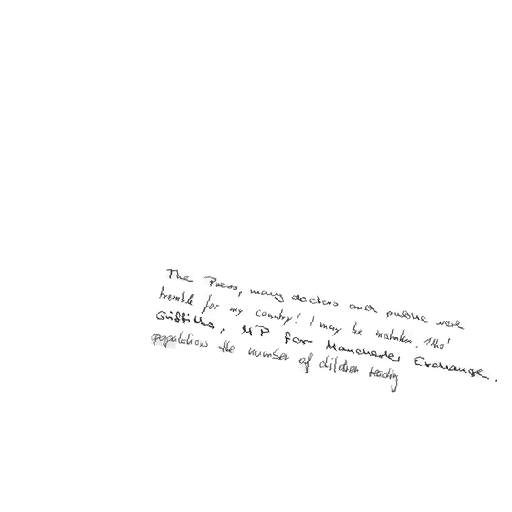 The Press, many doctors and public were
tremble for my country! I may be mistaken. Tho'
Griffiths, MP for Manchester Exchange.
population the number of children needing